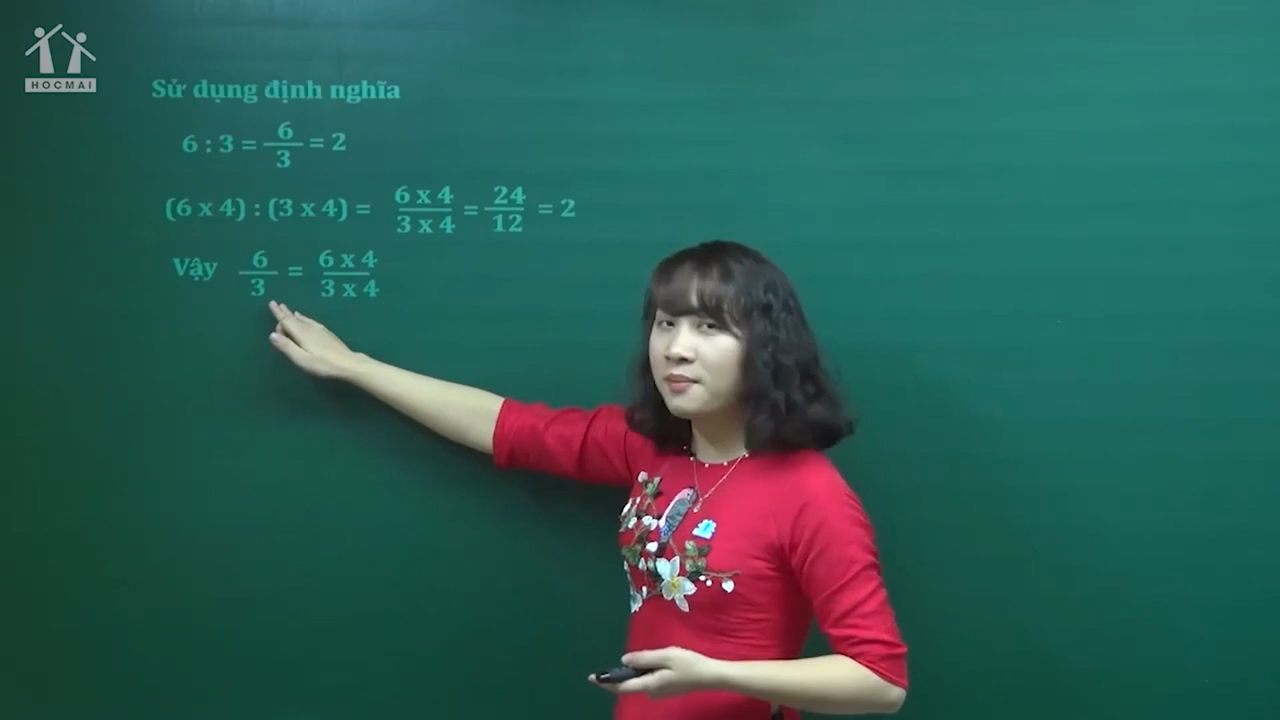 HOCMAI
Sử dụng định nghĩa
6 : 3 = 6/3 = 2
(6 x 4) : (3 x 4) = 6 x 4/3 x 4 = 24/12 = 2
Vậy 6/3 = 6 x 4/3 x 4